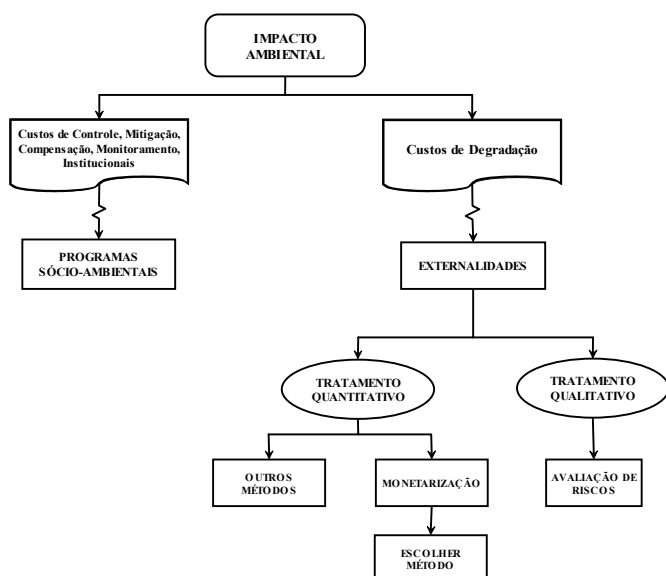 IMPACTO
AMBIENTAL
Custos de Controle, Mitigação,
Compensação, Monitoramento,
Institucionais
Custos de Degradação
PROGRAMAS
SÓCIO-AMBIENTAIS
EXTERNALIDADES
TRATAMENTO
QUANTITATIVO
TRATAMENTO
QUALITATIVO
OUTROS
MÉTODOS
MONETARIZAÇÃO
AVALIAÇÃO DE
RISCOS
ESCOLHER
MÉTODO